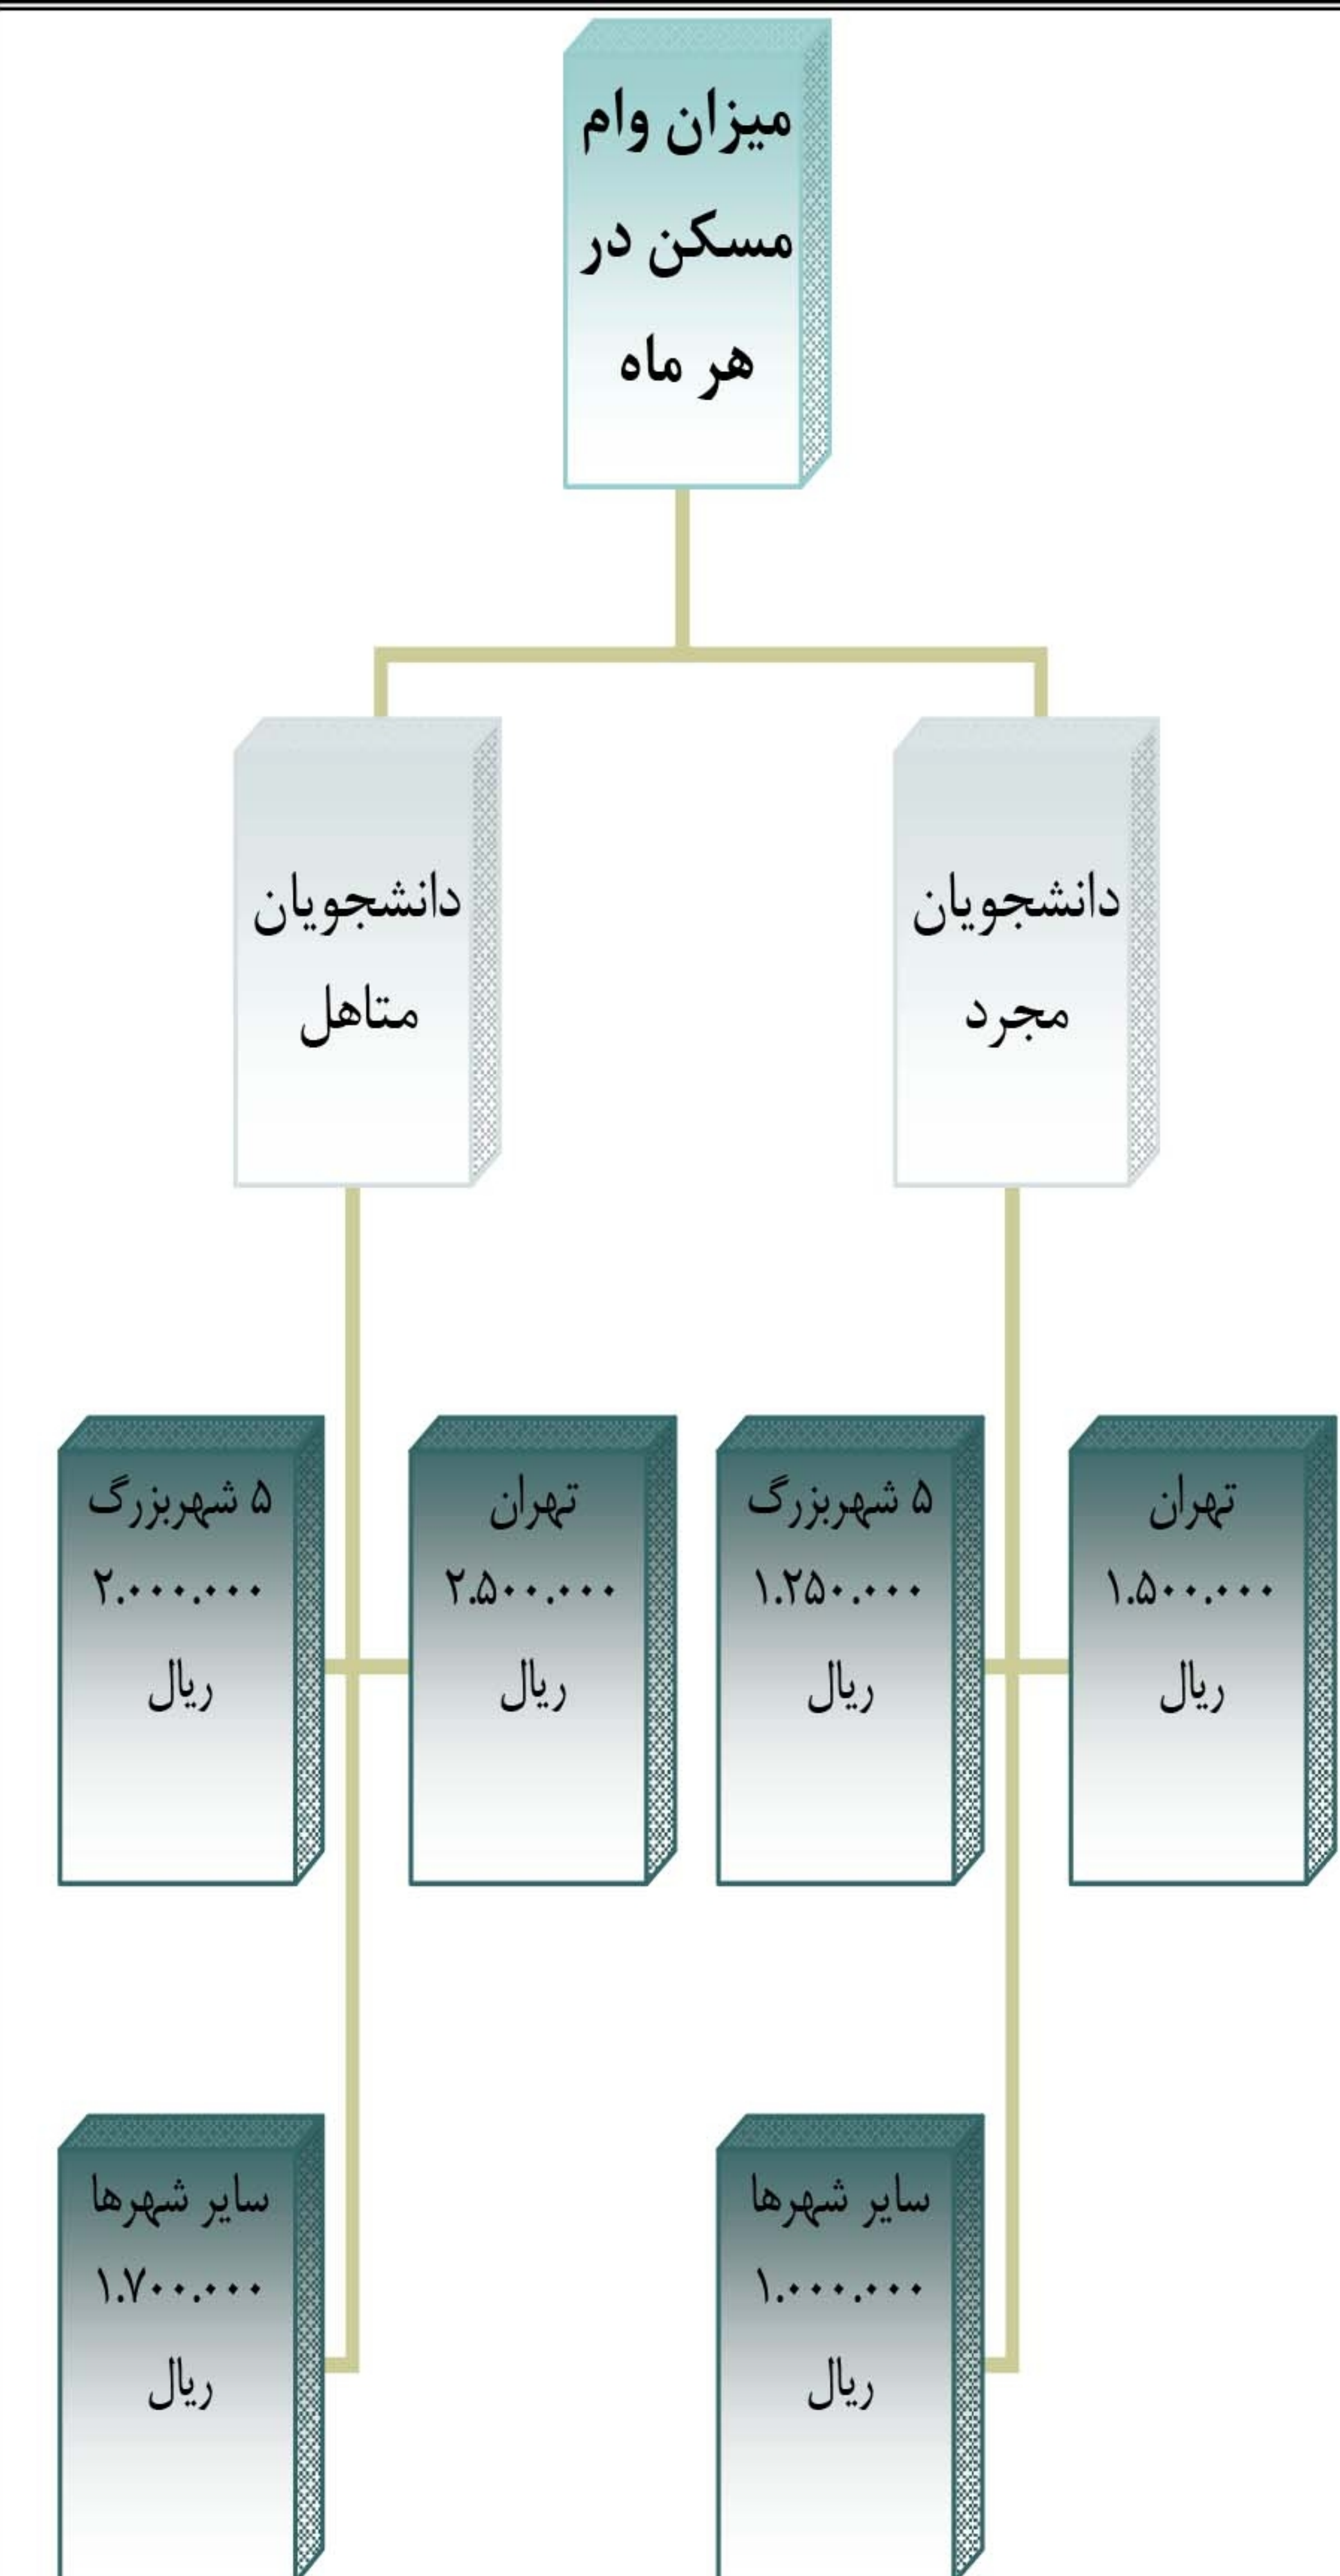 میزان وام
مسکن در
هر ماه
دانشجویان
مجرد
دانشجویان
متاهل
تهران
۱.۵۰۰.۰۰۰
ریال
۵ شهربزرگ
۱.۲۵۰.۰۰۰
ریال
تهران
۲.۵۰۰.۰۰۰
ریال
۵ شهربزرگ
۲.۰۰۰.۰۰۰
ریال
سایر شهرها
۱.۰۰۰.۰۰۰
ریال
سایر شهرها
۱.۷۰۰.۰۰۰
ریال